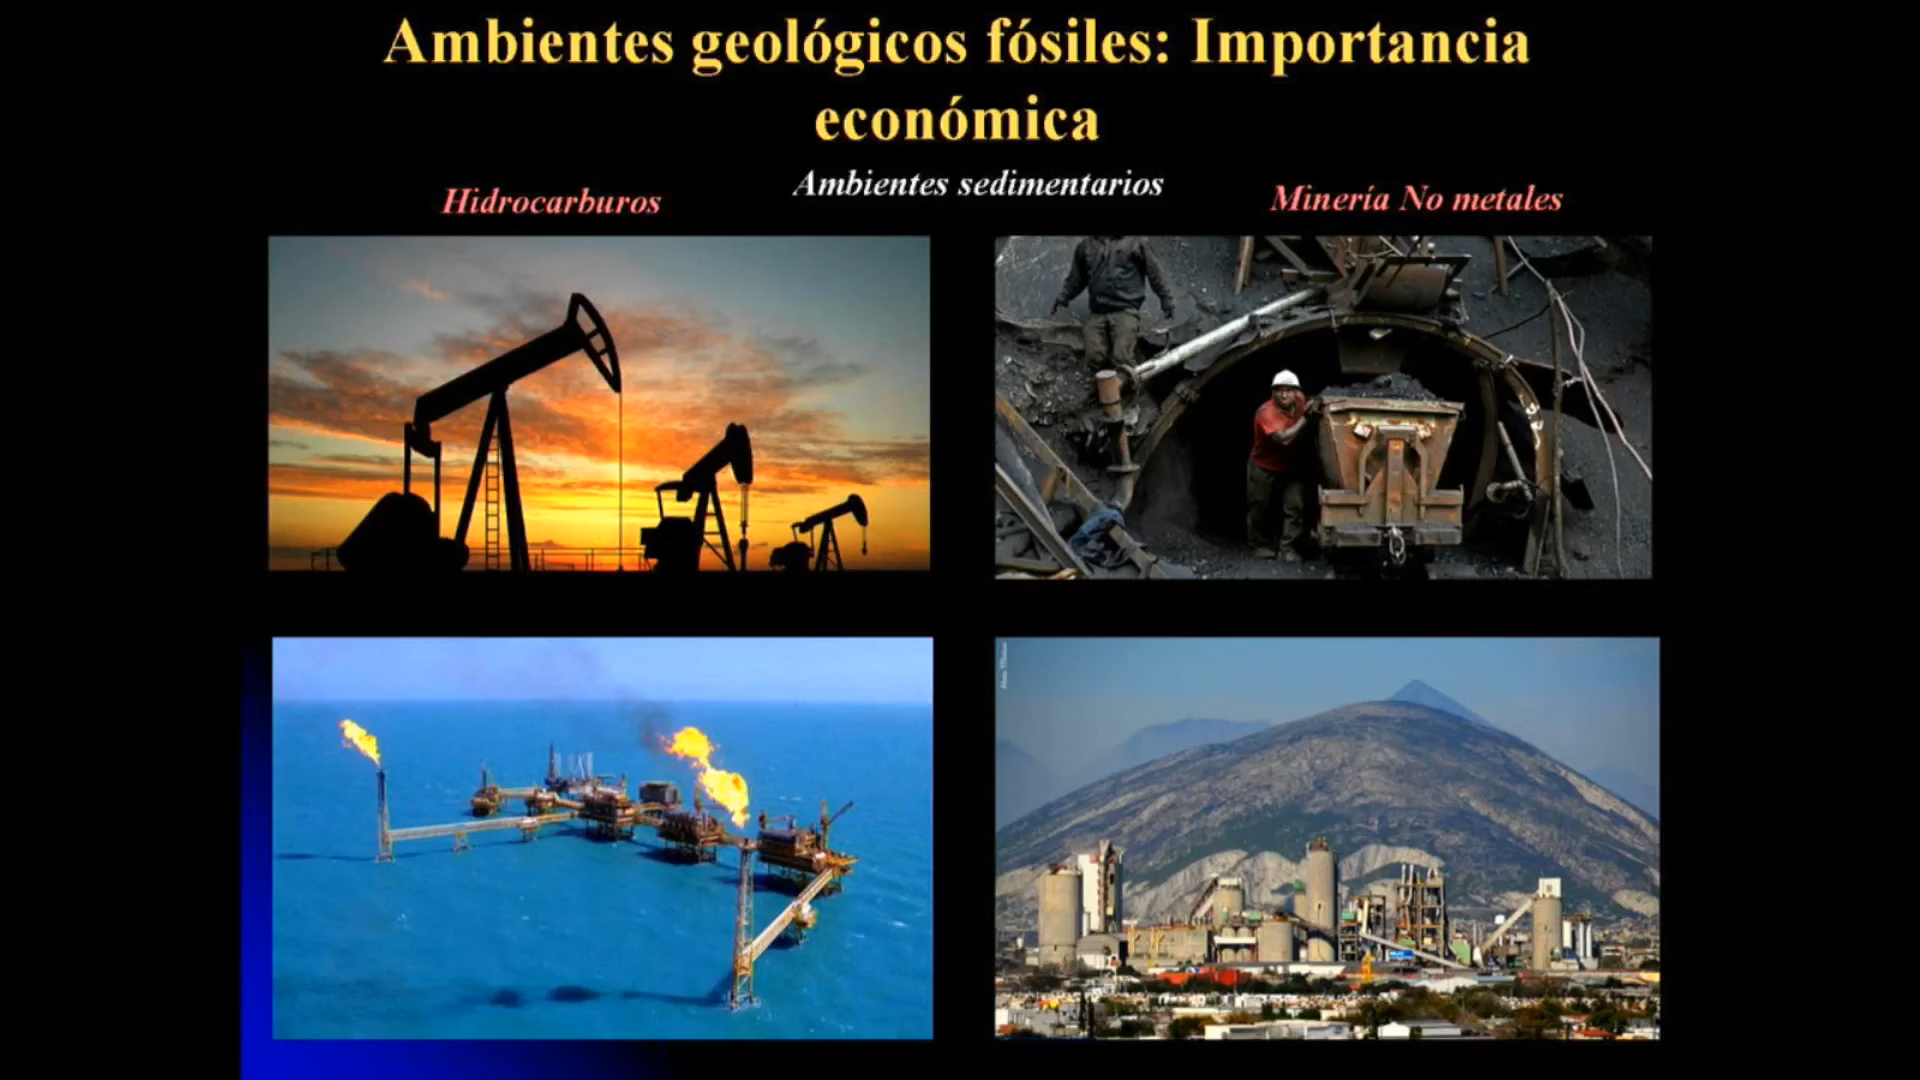 Ambientes geológicos fósiles: Importancia
económica
Ambientes sedimentarios
Hidrocarburos
Minería No metales